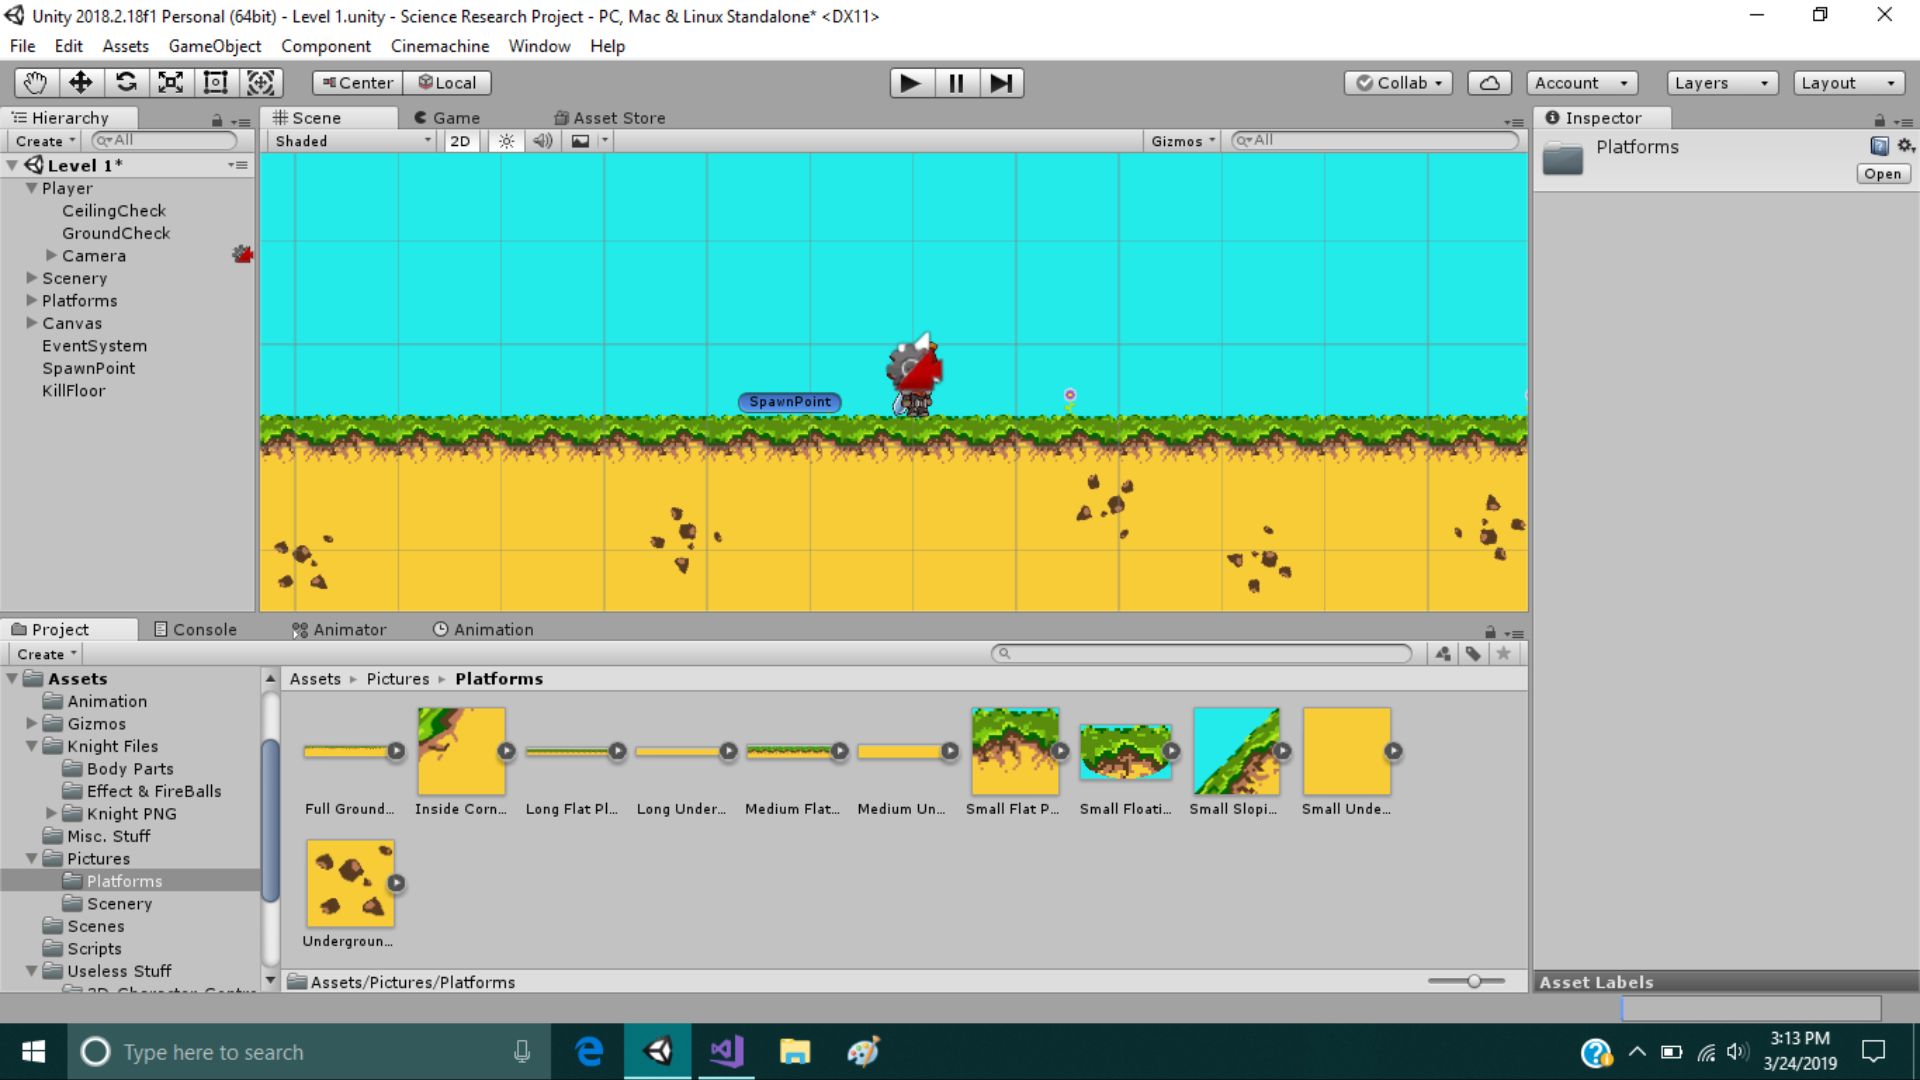 Unity 2018.2.18f1 Personal (64bit) - Level 1.unity - Science Research Project - PC, Mac & Linux Standalone* <DX11>
File Edit Assets GameObject Component Cinemachine Window Help
Center Local Collab Account Layers Layout
Hierarchy Scene Game Asset Store Inspector
Create All Shaded 2D Gizmos All
Platforms
Open
Level 1*
Player
CeilingCheck
GroundCheck
Camera
Scenery
Platforms
Canvas
EventSystem
SpawnPoint
KillFloor
SpawnPoint
Project Console Animator Animation
Create
Assets
Animation
Gizmos
Knight Files
Body Parts
Effect & FireBalls
Knight PNG
Misc. Stuff
Pictures
Platforms
Scenery
Scenes
Scripts
Useless Stuff
Assets Pictures Platforms
Full Ground... Inside Corn... Long Flat Pl... Long Under... Medium Flat... Medium Un... Small Flat P... Small Floati... Small Slopi... Small Unde...
Undergroun...
Assets/Pictures/Platforms
Asset Labels
Type here to search
3:13 PM
3/24/2019